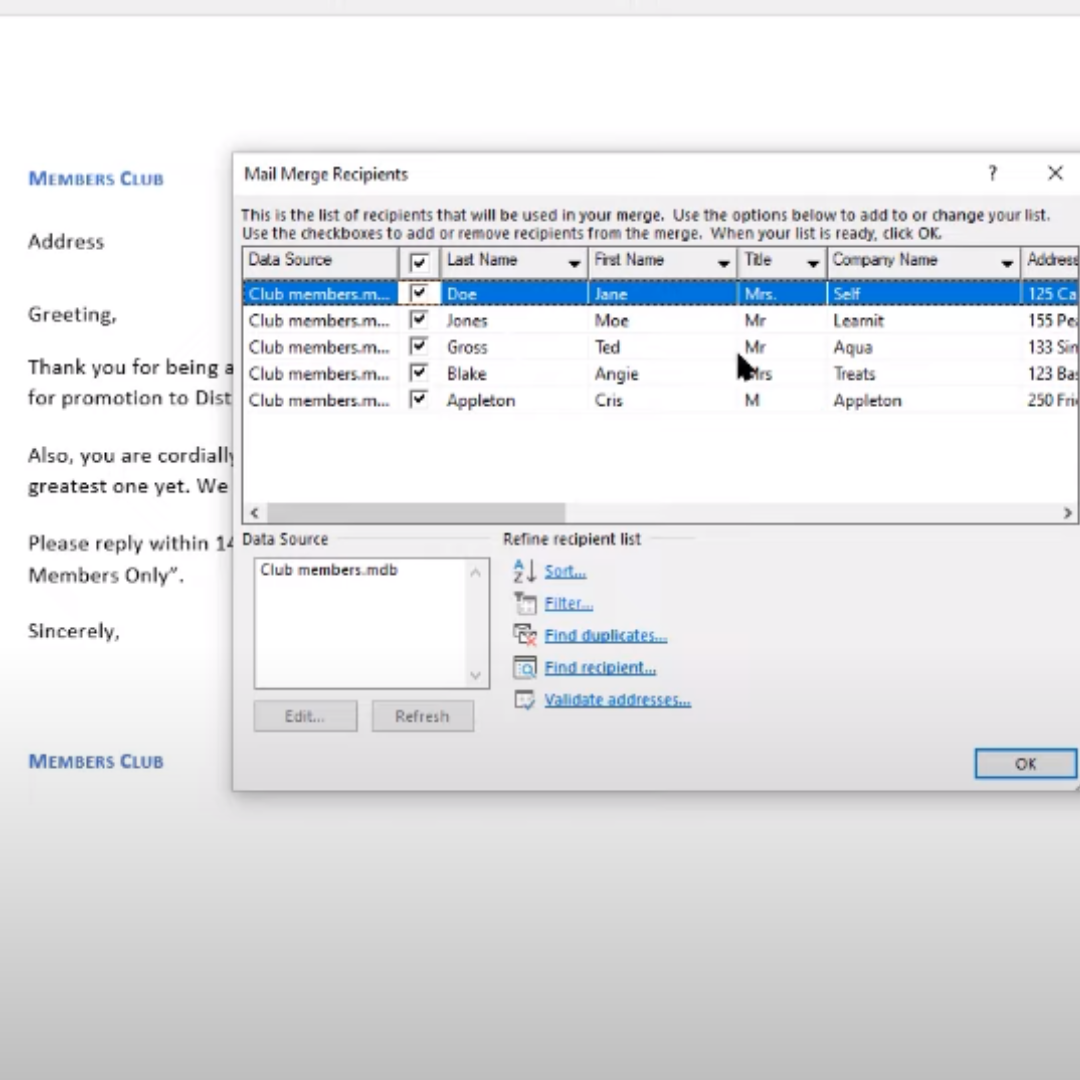 MEMBERS CLUB
Address
Greeting,
Thank you for being a
for promotion to Dist
Also, you are cordially
greatest one yet. We
Please reply within 14
Members Only”.
Sincerely,
MEMBERS CLUB
Mail Merge Recipients ?
This is the list of recipients that will be used in your merge. Use the options below to add to or change your list.
Use the checkboxes to add or remove recipients from the merge. When your list is ready, click OK.
Data Source Last Name First Name Title Company Name Address
Club members.m... Doe Jane Mrs. Self 125 Ca
Club members.m... Jones Moe Mr Learnit 155 Pea
Club members.m... Gross Ted Mr Aqua 133 Sin
Club members.m... Blake Angie Mrs Treats 123 Bas
Club members.m... Appleton Cris M Appleton 250 Frie
Data Source Refine recipient list
Club members.mdb
Sort...
Filter...
Find duplicates...
Find recipient...
Validate addresses...
Edit... Refresh
OK